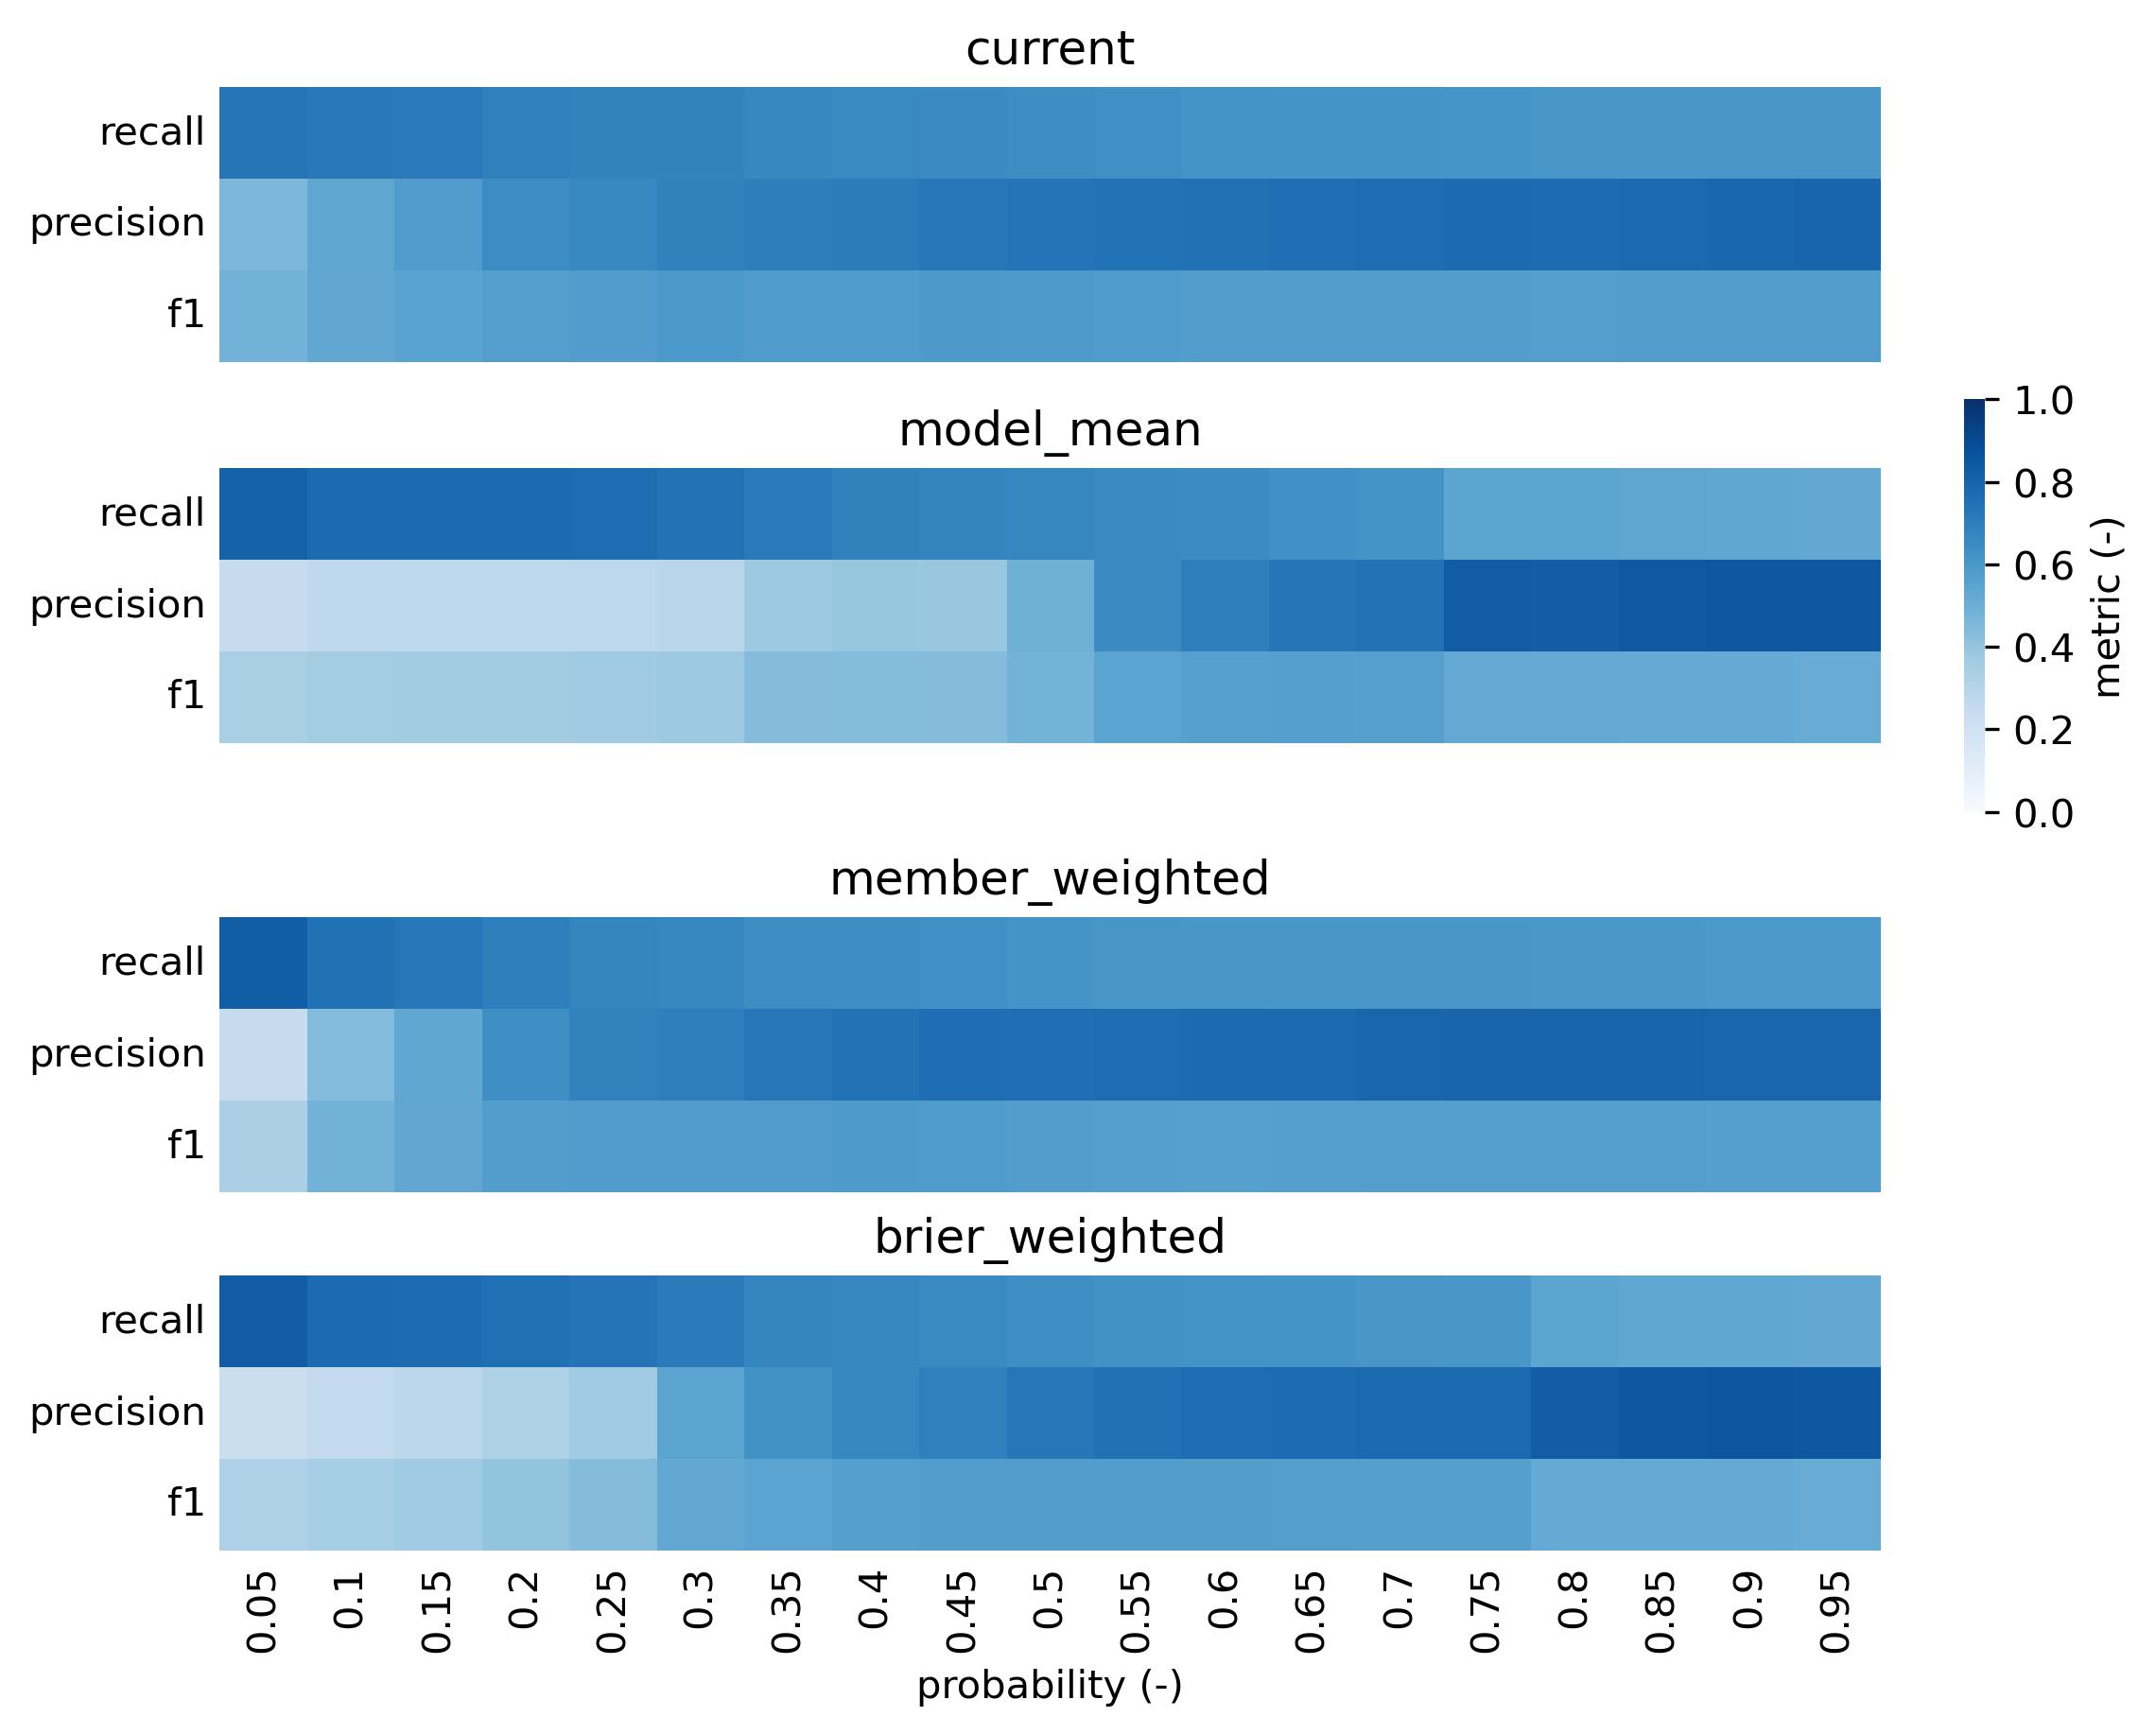 current
recall
precision
f1
model_mean
recall
precision
f1
1.0
0.8
0.6
0.4
0.2
0.0
metric (-)
member_weighted
recall
precision
f1
brier_weighted
recall
precision
f1
0.05 0.1 0.15 0.2 0.25 0.3 0.35 0.4 0.45 0.5 0.55 0.6 0.65 0.7 0.75 0.8 0.85 0.9 0.95
probability (-)